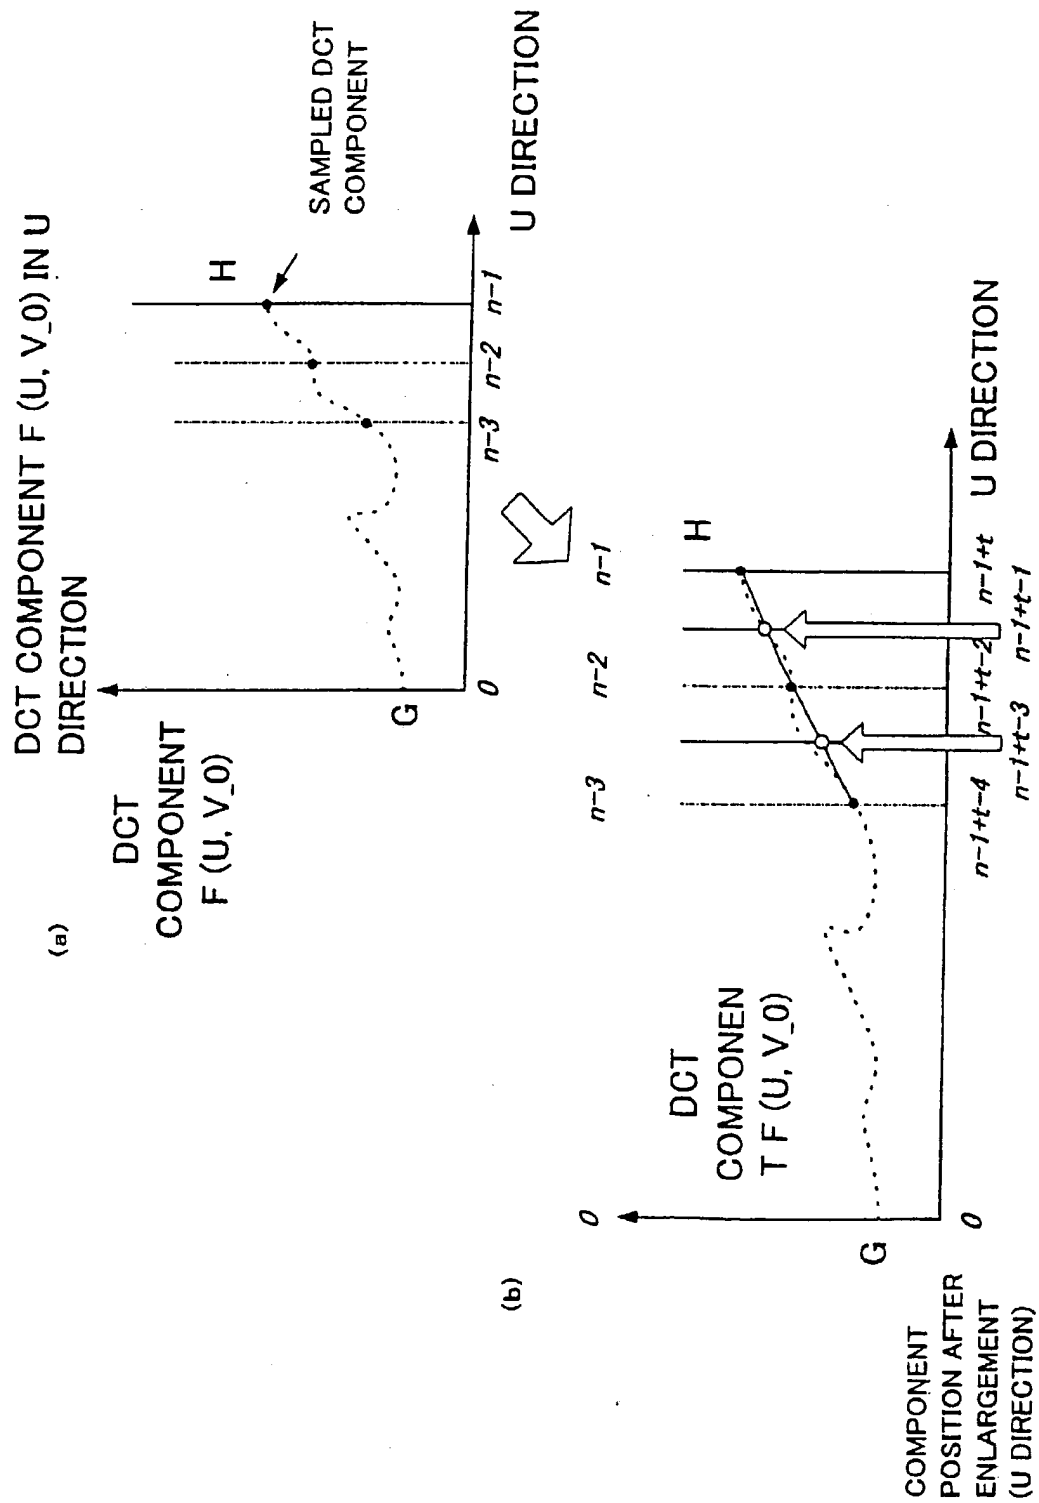 (a)
DCT COMPONENT F (U, V_0) IN U
DIRECTION
DCT
COMPONENT
F (U, V_0)
G
H
SAMPLED DCT
COMPONENT
0
n-3
n-2
n-1
U DIRECTION
(b)
0
n-3
n-2
n-1
DCT
COMPONEN
T F (U, V_0)
G
H
COMPONENT
POSITION AFTER
ENLARGEMENT
(U DIRECTION)
0
n-1+t-4
n-1+t-3
n-1+t-2
n-1+t-1
n-1+t
U DIRECTION